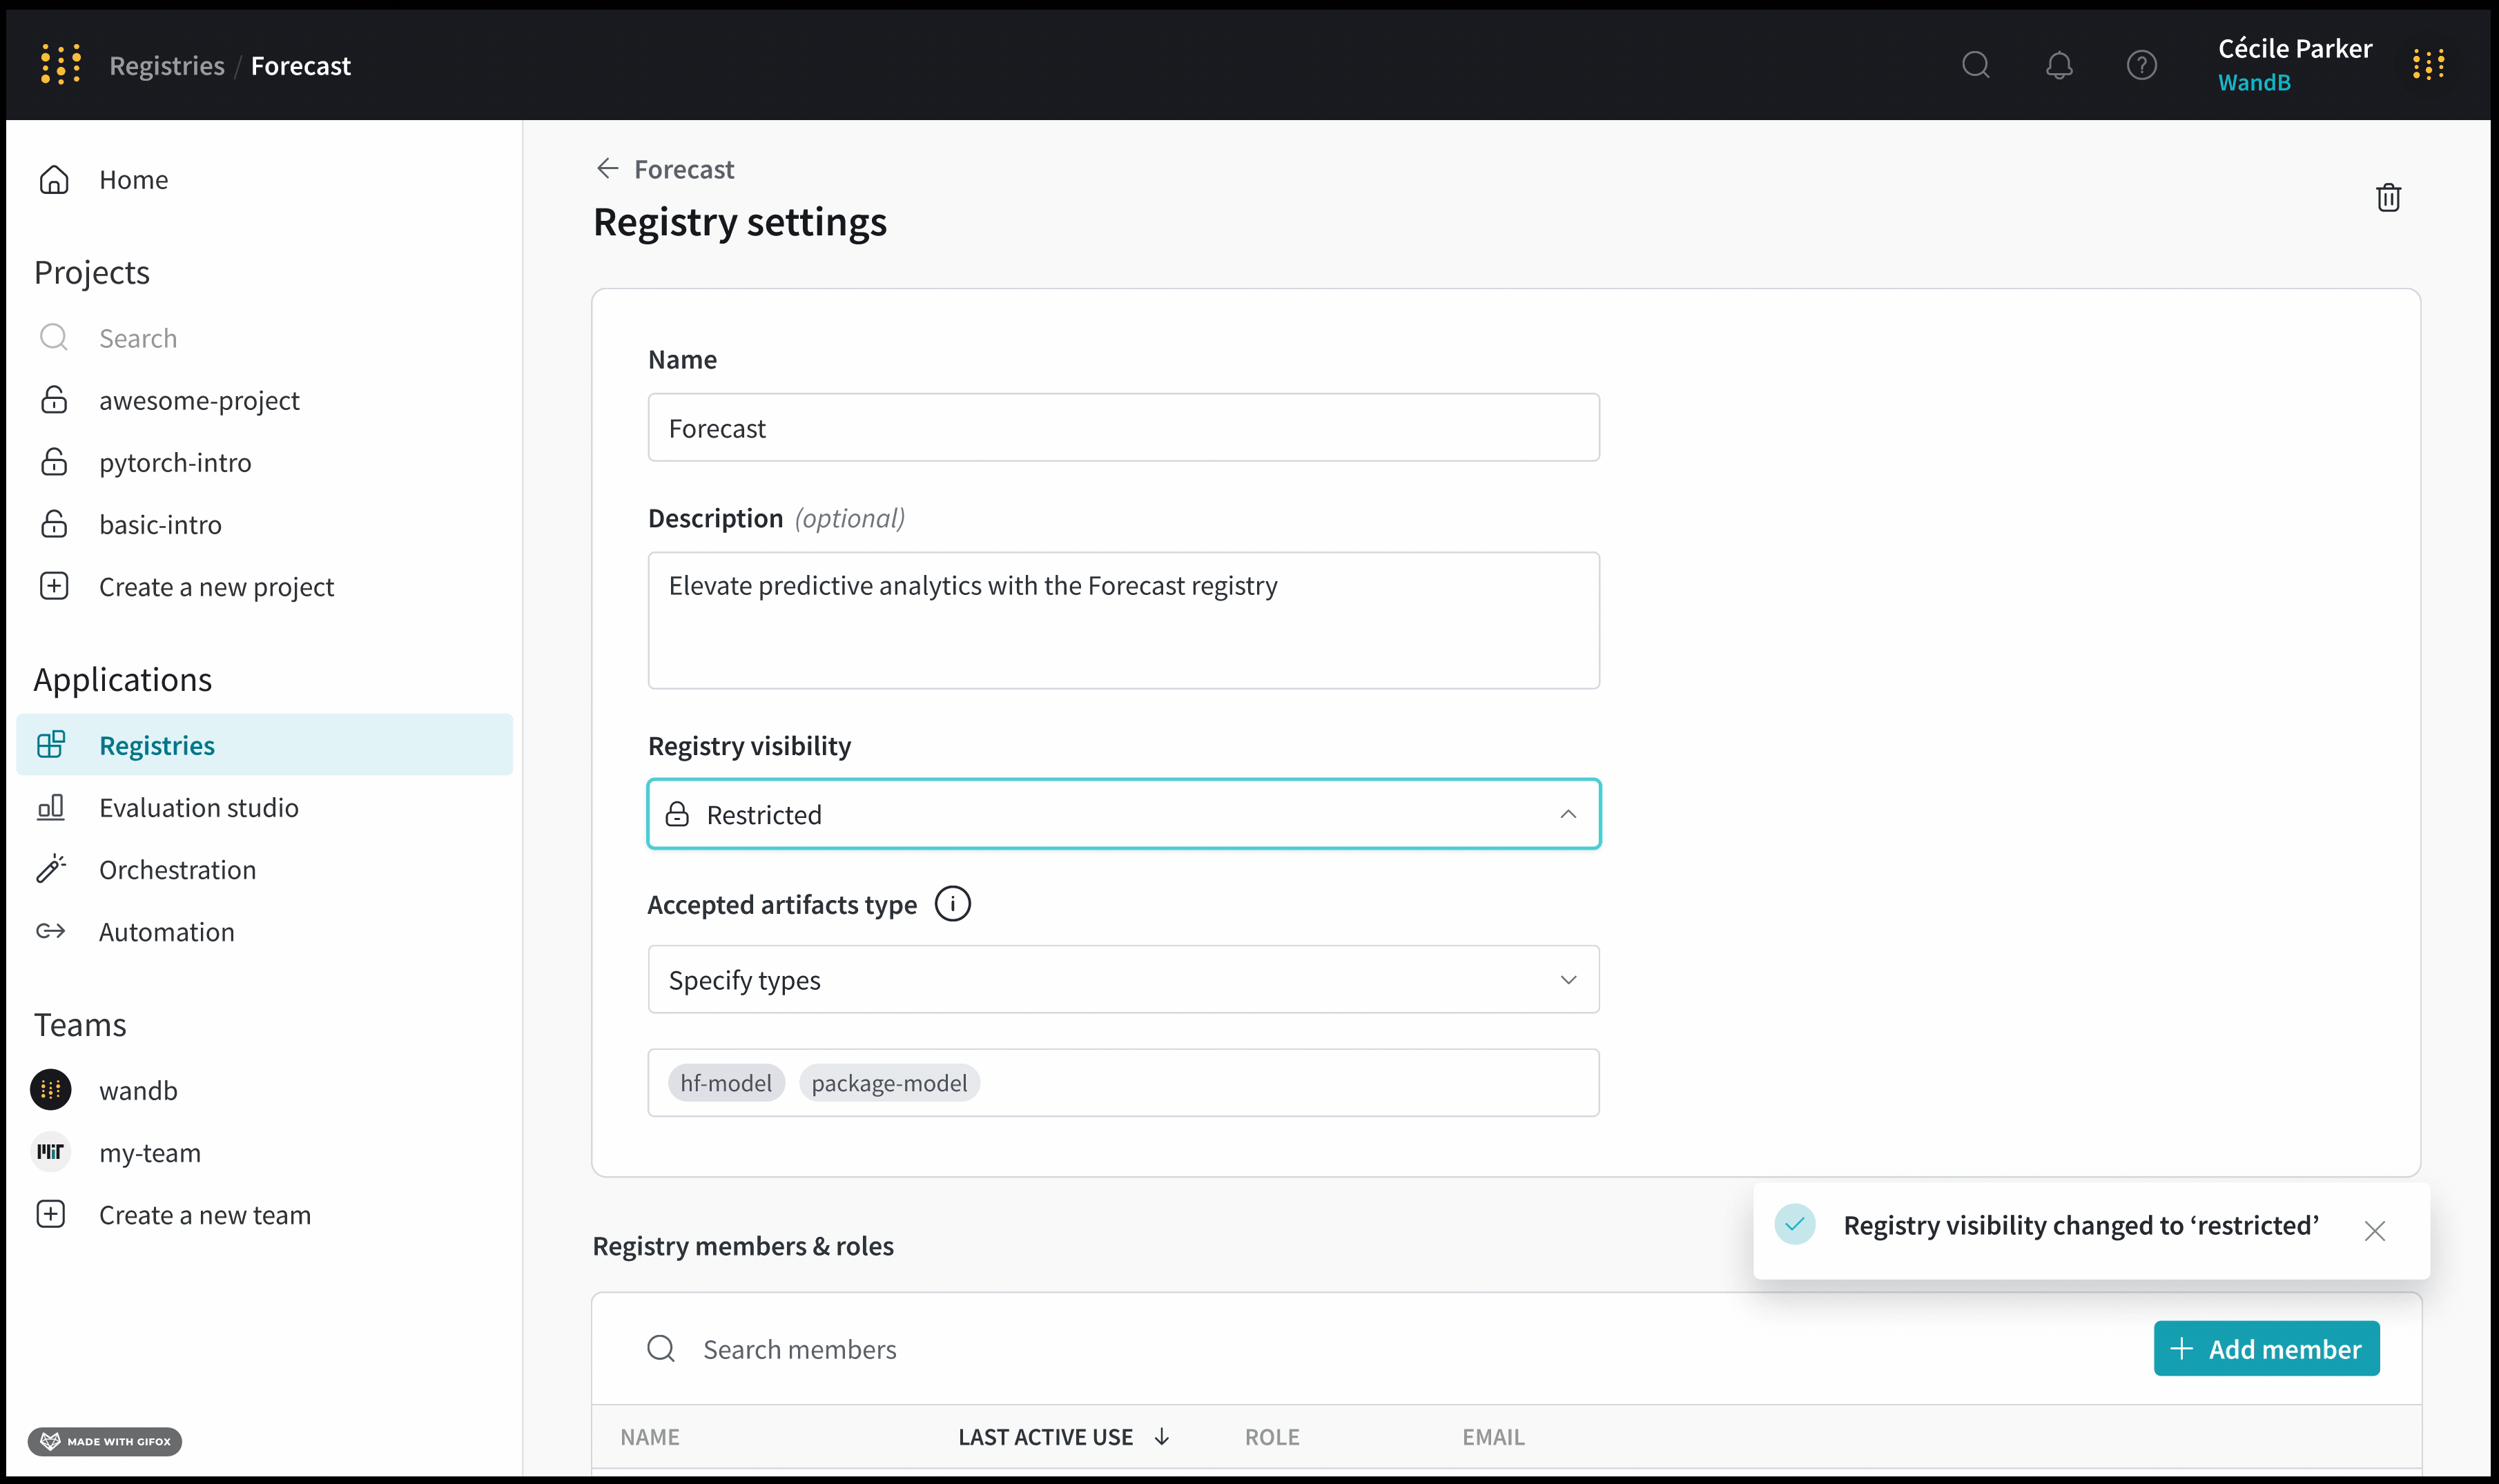 Registries / Forecast
Cécile Parker
WandB
Home
Projects
Search
awesome-project
pytorch-intro
basic-intro
Create a new project
Applications
Registries
Evaluation studio
Orchestration
Automation
Teams
wandb
MIT
my-team
Create a new team
MADE WITH GIFOX
Forecast
Registry settings
Name
Forecast
Description (optional)
Elevate predictive analytics with the Forecast registry
Registry visibility
Restricted
Accepted artifacts type
Specify types
hf-model package-model
Registry visibility changed to ‘restricted’
Registry members & roles
Search members
+ Add member
NAME LAST ACTIVE USE ROLE EMAIL